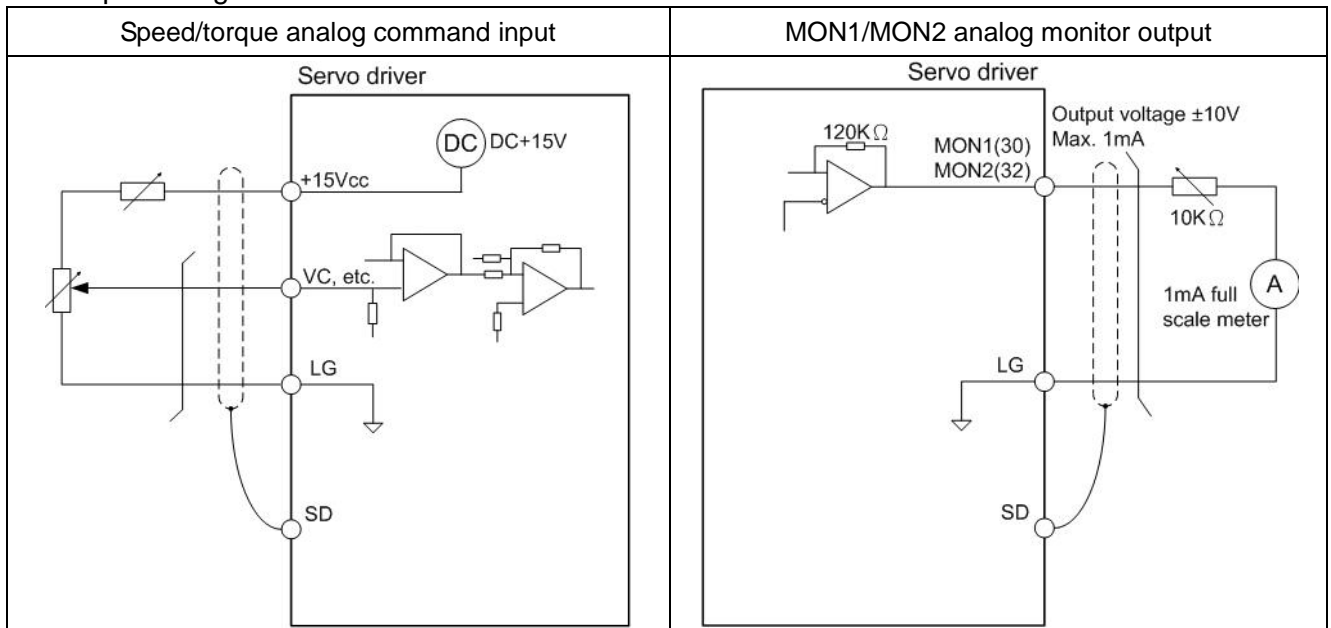 Speed/torque analog command input
MON1/MON2 analog monitor output
Servo driver
DC
DC+15V
+15Vcc
VC, etc.
LG
SD
Servo driver
120KΩ
MON1(30)
MON2(32)
Output voltage ±10V
Max. 1mA
10KΩ
A
1mA full
scale meter
LG
SD